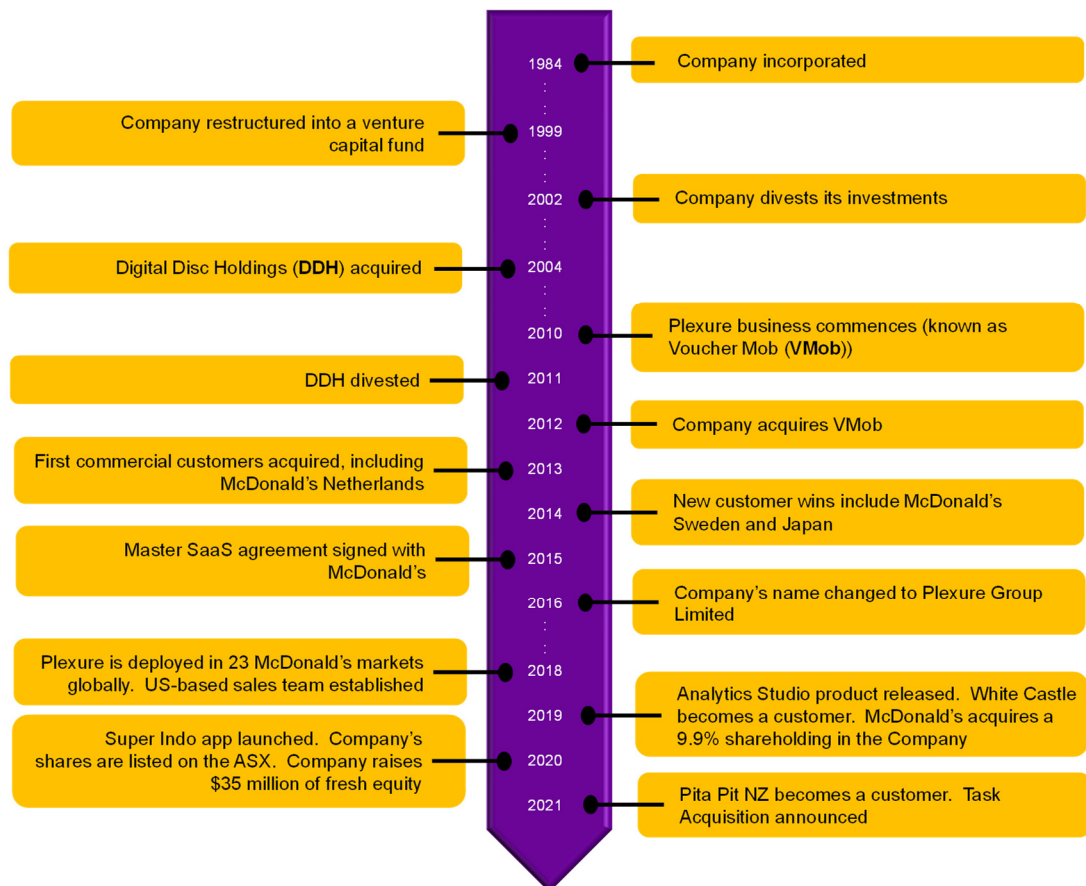 1984
Company incorporated
Company restructured into a venture
capital fund
1999
2002
Company divests its investments
Digital Disc Holdings (DDH) acquired
2004
2010
Plexure business commences (known as
Voucher Mob (VMob))
DDH divested
2011
2012
Company acquires VMob
First commercial customers acquired, including
McDonald's Netherlands
2013
2014
New customer wins include McDonald's
Sweden and Japan
Master SaaS agreement signed with
McDonald's
2015
2016
Company's name changed to Plexure Group
Limited
Plexure is deployed in 23 McDonald's markets
globally.  US-based sales team established
2018
2019
Analytics Studio product released.  White Castle
becomes a customer.  McDonald's acquires a
9.9% shareholding in the Company
Super Indo app launched.  Company's
shares are listed on the ASX.  Company raises
$35 million of fresh equity
2020
2021
Pita Pit NZ becomes a customer.  Task
Acquisition announced